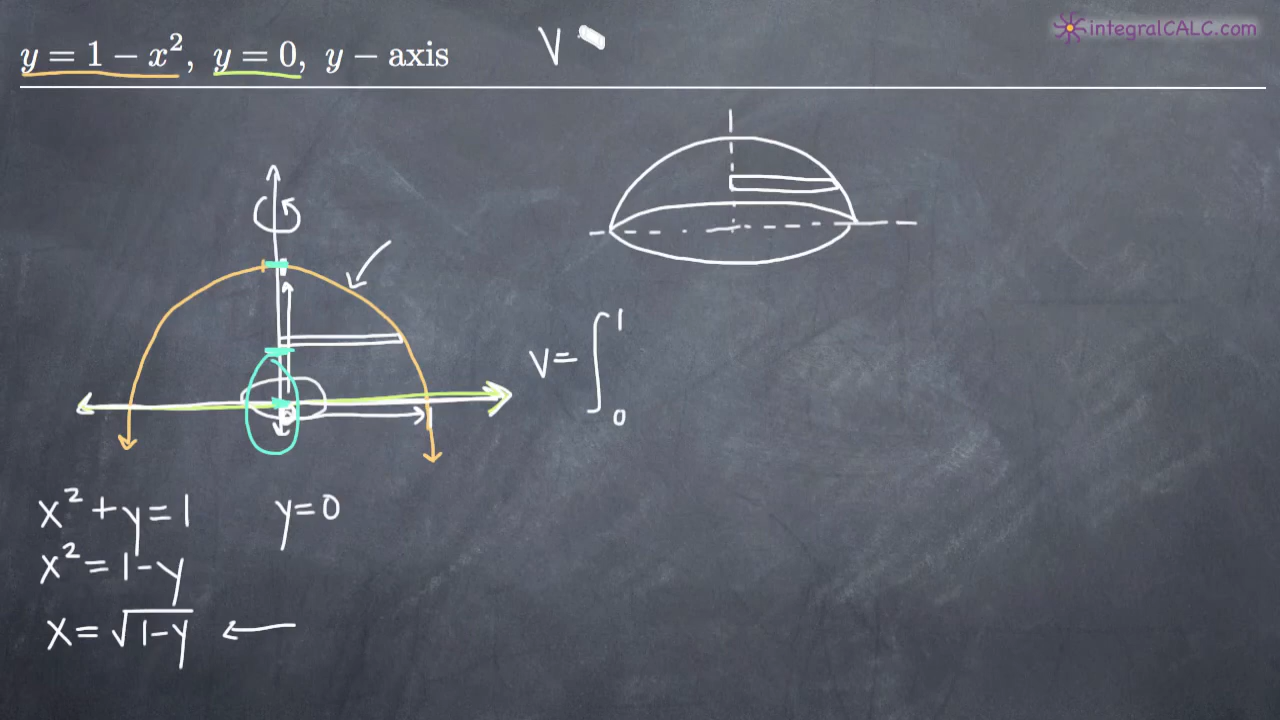 y = 1 − x², y = 0, y − axis
V =
integralCALC.com
V = ∫₀¹
x² + y = 1
y = 0
x² = 1 − y
x = √(1 − y)